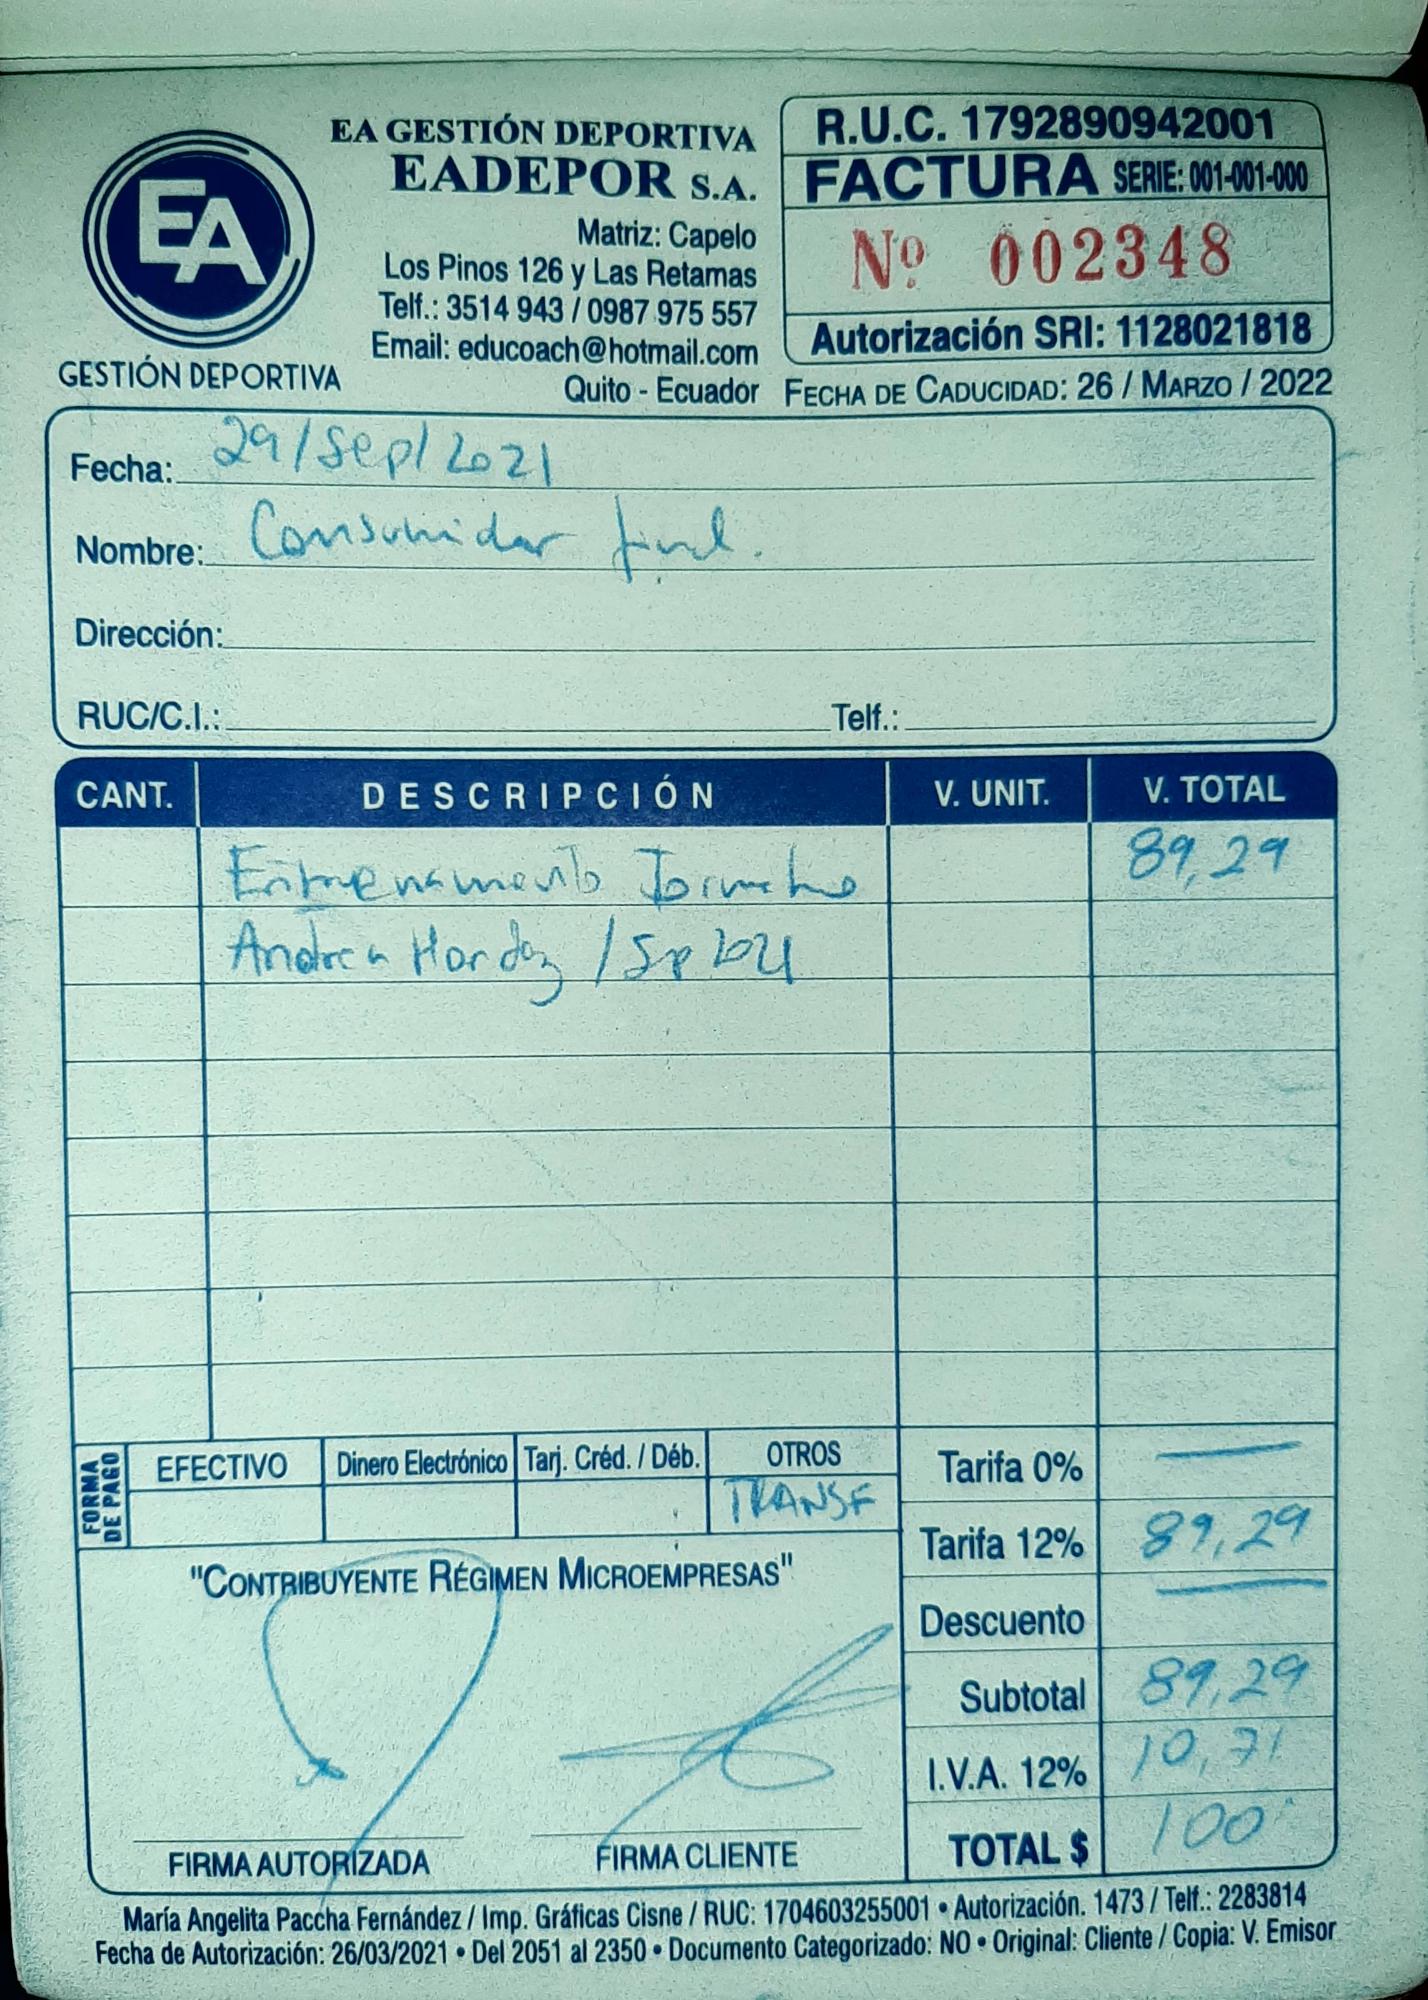 EA
GESTIÓN DEPORTIVA
EA GESTIÓN DEPORTIVA
EADEPOR S.A.
Matriz: Capelo
Los Pinos 126 y Las Retamas
Telf.: 3514 943 / 0987 975 557
Email: educoach@hotmail.com
Quito - Ecuador
R.U.C. 1792890942001
FACTURA SERIE: 001-001-000
Nº 002348
Autorización SRI: 1128021818
FECHA DE CADUCIDAD: 26 / MARZO / 2022
Fecha: 29/Sep/2021
Nombre: Consumidor final.
Dirección:
RUC/C.I.: Telf.:
CANT. DESCRIPCIÓN V. UNIT. V. TOTAL
89,29
Andrea / 2021
FORMA DE PAGO
EFECTIVO Dinero Electrónico Tarj. Créd. / Déb. OTROS
TRANSF
Tarifa 0% —
Tarifa 12% 89,29
Descuento —
Subtotal 89,29
I.V.A. 12% 10,71
TOTAL $ 100
"CONTRIBUYENTE RÉGIMEN MICROEMPRESAS"
FIRMA AUTORIZADA FIRMA CLIENTE
María Angelita Paccha Fernández / Imp. Gráficas Cisne / RUC: 1704603255001 • Autorización. 1473 / Telf.: 2283814
Fecha de Autorización: 26/03/2021 • Del 2051 al 2350 • Documento Categorizado: NO • Original: Cliente / Copia: V. Emisor